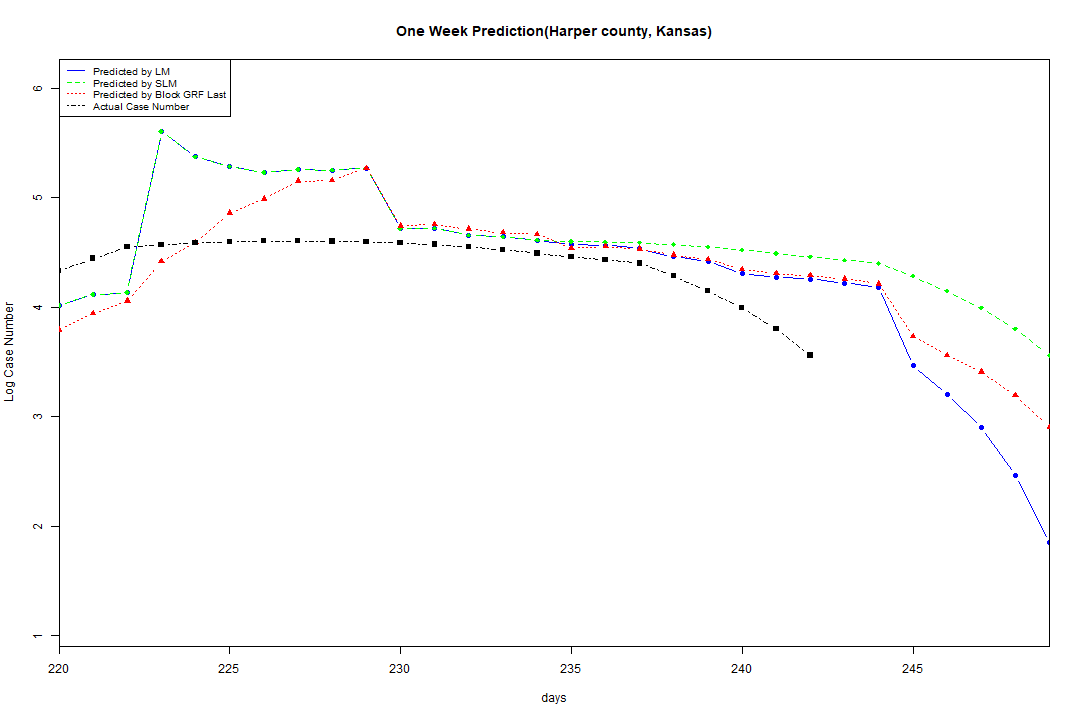 One Week Prediction(Harper county, Kansas)
Predicted by LM
Predicted by SLM
Predicted by Block GRF Last
Actual Case Number
6
5
4
3
2
1
Log Case Number
220 225 230 235 240 245
days